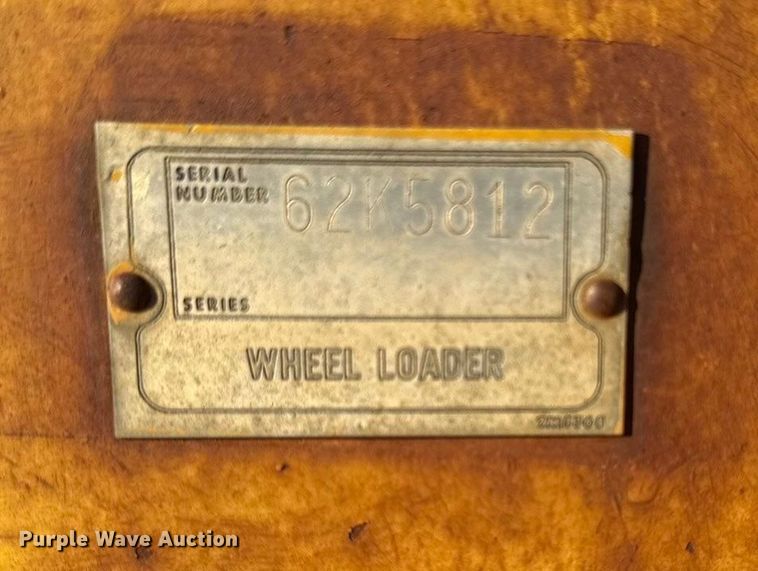 SERIAL
NUMBER 62K5812
SERIES
WHEEL LOADER
Purple Wave Auction